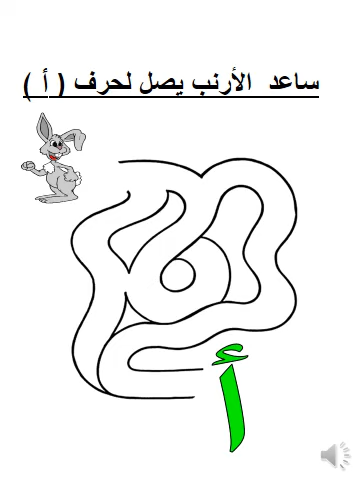 ساعد الأرنب يصل لحرف ( أ )
أ